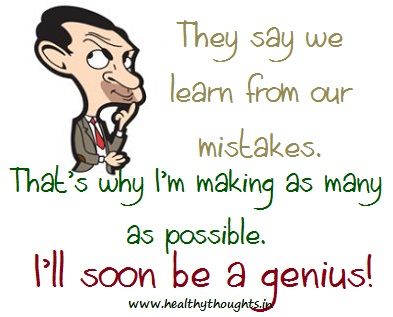 They say we
learn from our
mistakes.
That's why I'm making as many
as possible.
I'll soon be a genius!
www.healthythoughts.in